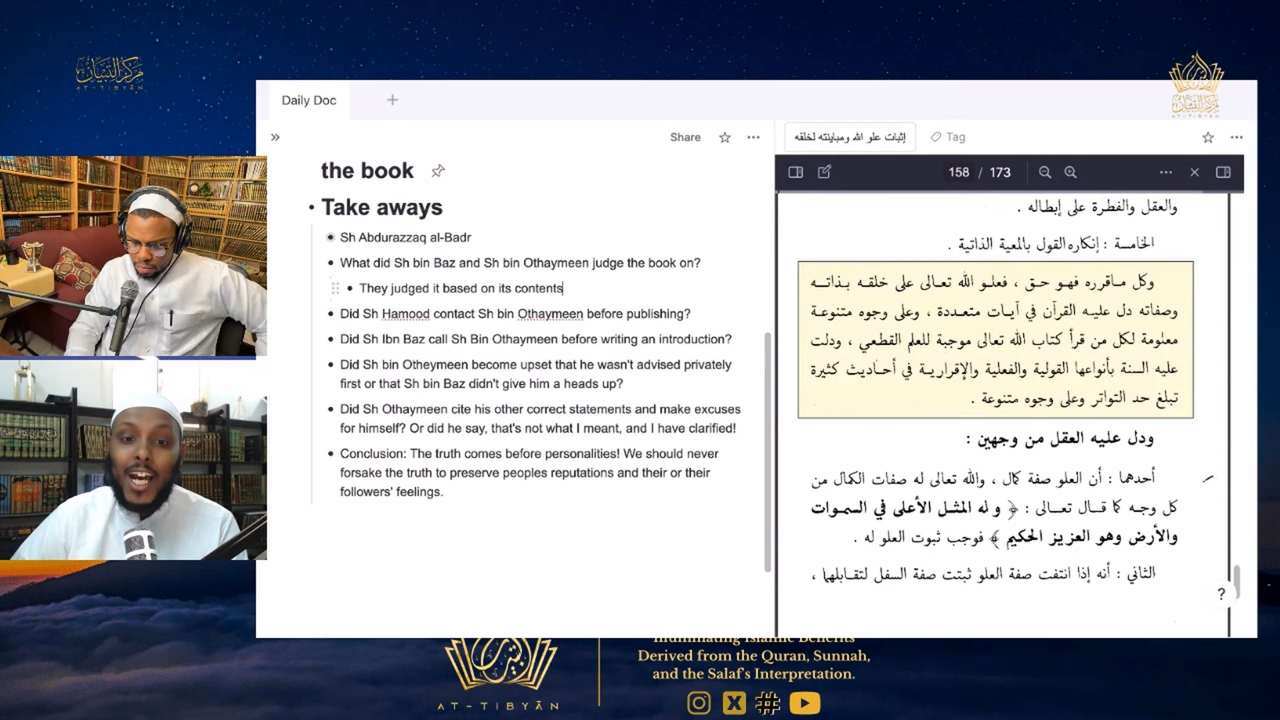 مركز التبيان
AT-TIBYĀN
مركز التبيان
AT-TIBYĀN
Daily Doc
+
»
Share
the book
• Take aways
• Sh Abdurazzaq al-Badr
• What did Sh bin Baz and Sh bin Othaymeen judge the book on?
• They judged it based on its contents
• Did Sh Hamood contact Sh bin Othaymeen before publishing?
• Did Sh Ibn Baz call Sh Bin Othaymeen before writing an introduction?
• Did Sh bin Otheymeen become upset that he wasn't advised privately
first or that Sh bin Baz didn't give him a heads up?
• Did Sh Othaymeen cite his other correct statements and make excuses
for himself? Or did he say, that's not what I meant, and I have clarified!
• Conclusion: The truth comes before personalities! We should never
forsake the truth to preserve peoples reputations and their or their
followers' feelings.
إثبات علو الله ومباينته لخلقه
Tag
158 / 173
والعقل والفطرة على إبطاله .
الخامسة : إنكاره القول بالمعية الذاتية .
وكل ماقرره فهو حق ، فعلو الله تعالى على خلقه بذاته
وصفاته دل عليه القرآن في آيات متعددة ، وعلى وجوه متنوعة
معلومة لكل من قرأ كتاب الله تعالى موجبة للعلم القطعي ، ودلت
عليه السنة بأنواعها القولية والفعلية والإقرارية في أحاديث كثيرة
تبلغ حد التواتر وعلى وجوه متنوعة .
ودل عليه العقل من وجهين :
أحدهما : أن العلو صفة كمال ، والله تعالى له صفات الكمال من
كل وجه كما قال تعالى : ﴿ وله المثل الأعلى في السموات
والأرض وهو العزيز الحكيم ﴾ فوجب ثبوت العلو له .
الثاني : أنه إذا انتفت صفة العلو ثبتت صفة السفل لتقابلهما ،
?
AT-TIBYĀN
Illuminating Islamic Benefits
Derived from the Quran, Sunnah,
and the Salaf's Interpretation.